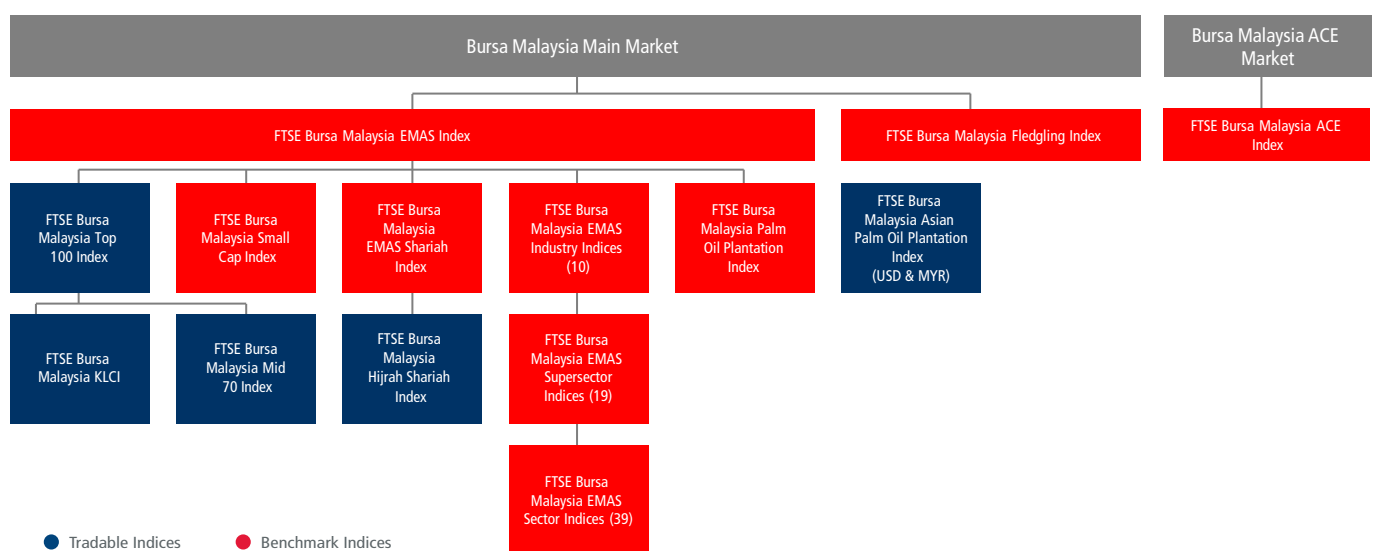 Bursa Malaysia Main Market
Bursa Malaysia ACE
Market
FTSE Bursa Malaysia EMAS Index
FTSE Bursa Malaysia Fledgling Index
FTSE Bursa Malaysia ACE
Index
FTSE Bursa
Malaysia Top
100 Index
FTSE Bursa
Malaysia Small
Cap Index
FTSE Bursa
Malaysia
EMAS Shariah
Index
FTSE Bursa
Malaysia EMAS
Industry Indices
(10)
FTSE Bursa
Malaysia Palm
Oil Plantation
Index
FTSE Bursa
Malaysia Asian
Palm Oil Plantation
Index
(USD & MYR)
FTSE Bursa
Malaysia KLCI
FTSE Bursa
Malaysia Mid
70 Index
FTSE Bursa
Malaysia
Hijrah Shariah
Index
FTSE Bursa
Malaysia EMAS
Supersector
Indices (19)
FTSE Bursa
Malaysia EMAS
Sector Indices (39)
Tradable Indices
Benchmark Indices